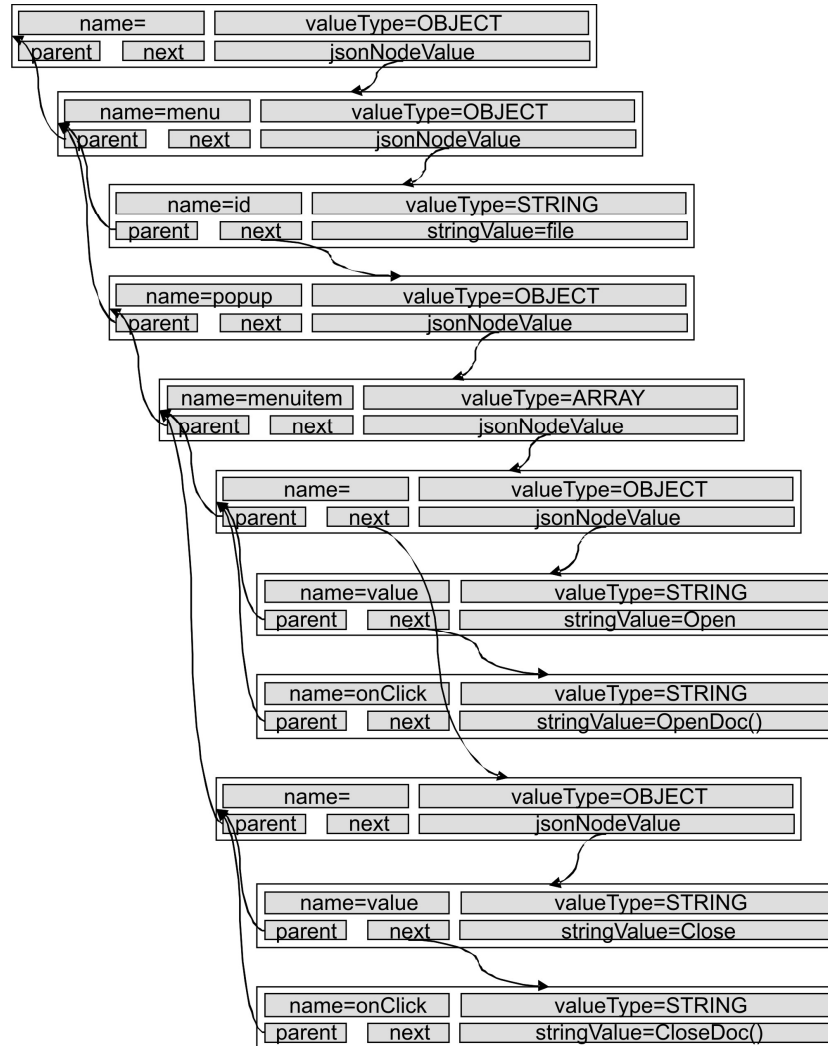 name= valueType=OBJECT
parent next jsonNodeValue
name=menu valueType=OBJECT
parent next jsonNodeValue
name=id valueType=STRING
parent next stringValue=file
name=popup valueType=OBJECT
parent next jsonNodeValue
name=menuitem valueType=ARRAY
parent next jsonNodeValue
name= valueType=OBJECT
parent next jsonNodeValue
name=value valueType=STRING
parent next stringValue=Open
name=onClick valueType=STRING
parent next stringValue=OpenDoc()
name= valueType=OBJECT
parent next jsonNodeValue
name=value valueType=STRING
parent next stringValue=Close
name=onClick valueType=STRING
parent next stringValue=CloseDoc()